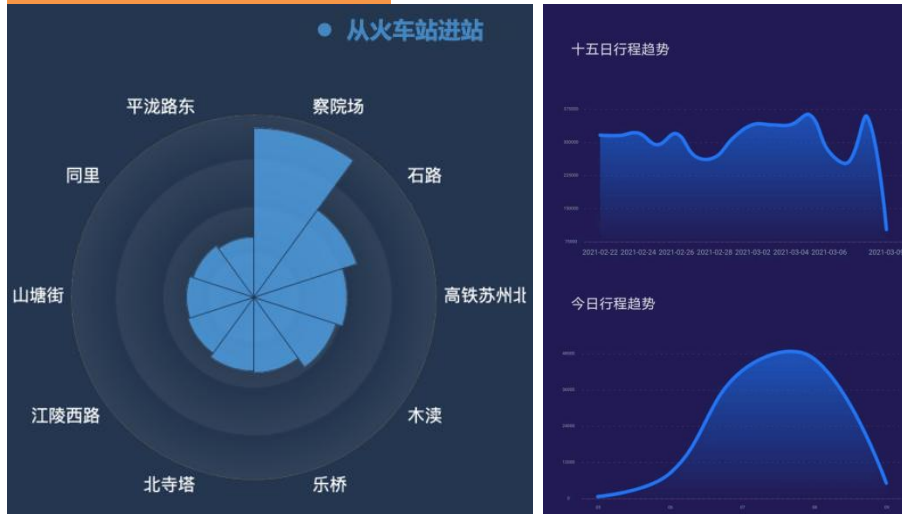 从火车站进站
平泷路东
察院场
同里
石路
山塘街
高铁苏州北
江陵西路
木渎
北寺塔
乐桥
十五日行程趋势
2021-02-22 2021-02-24 2021-02-26 2021-02-28 2021-03-02 2021-03-04 2021-03-06
今日行程趋势